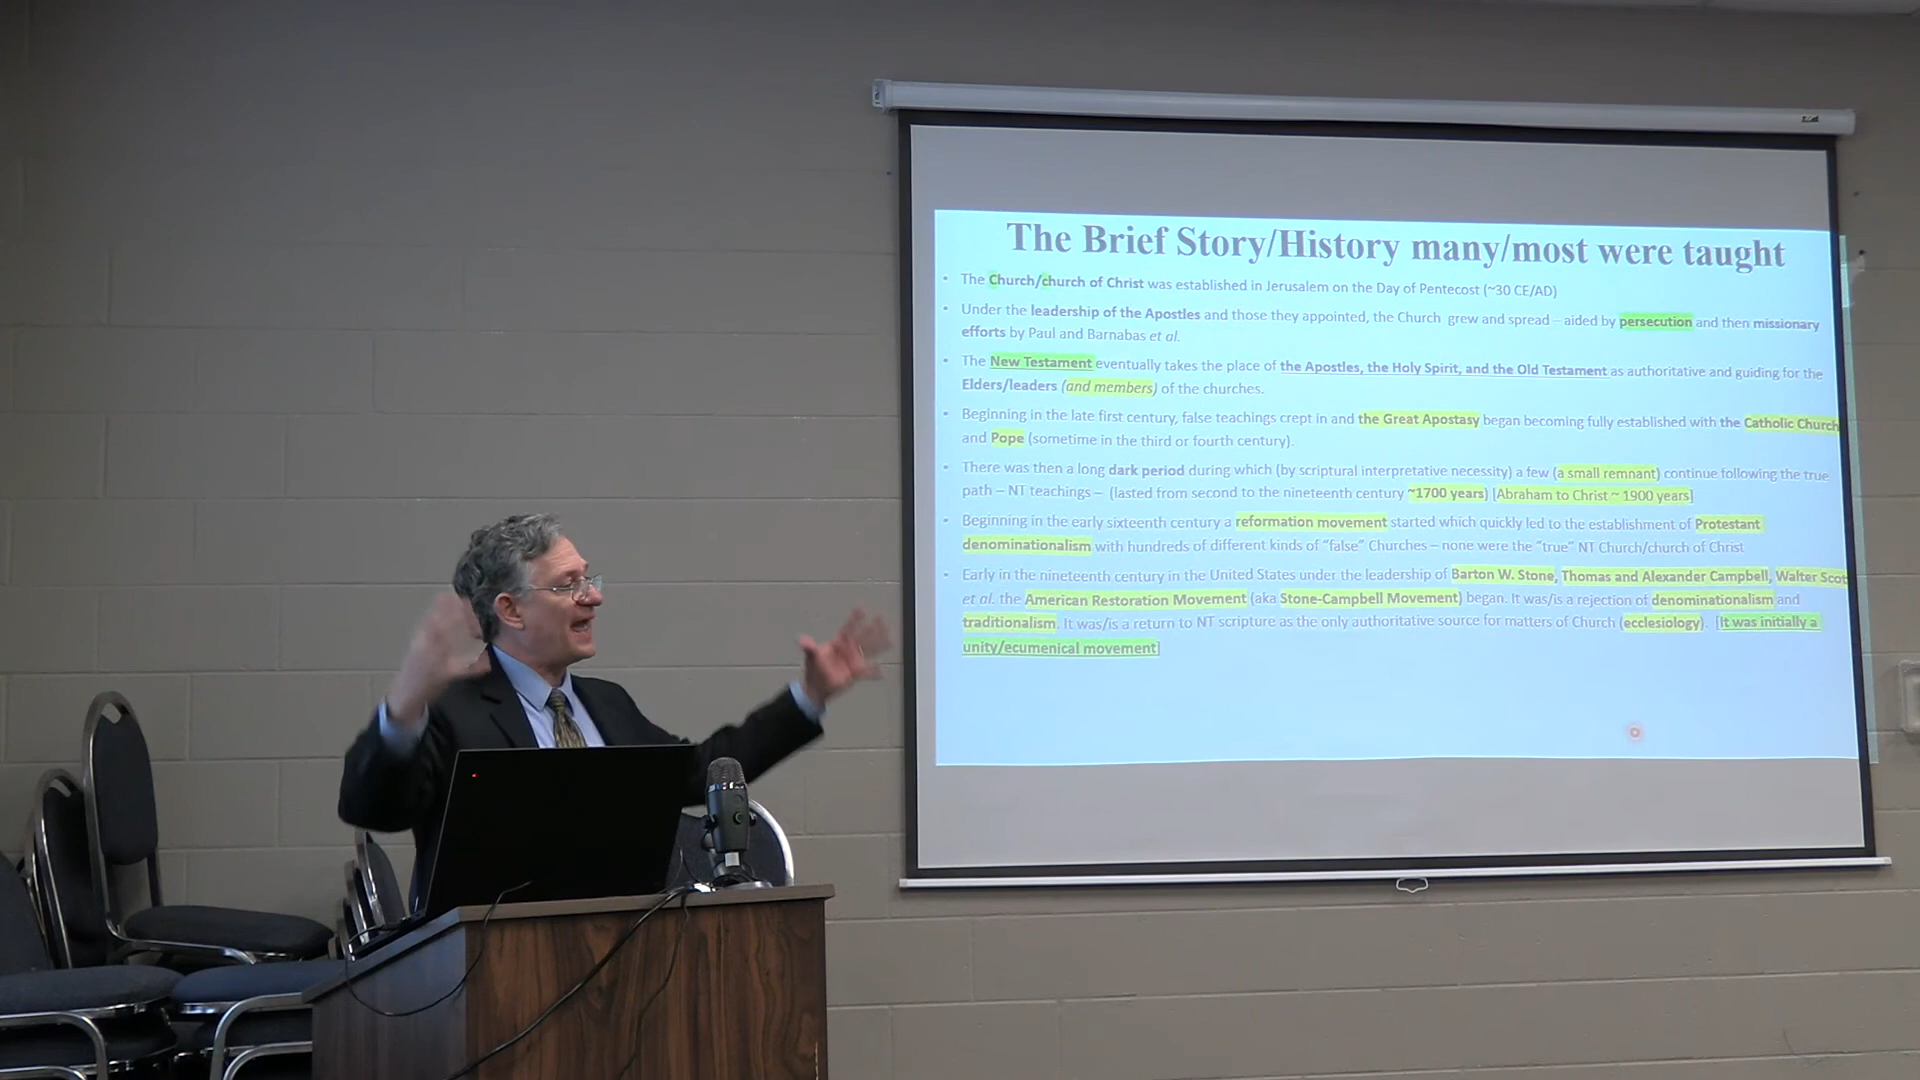 The Brief Story/History many/most were taught
• The Church/church of Christ was established in Jerusalem on the Day of Pentecost (~30 CE/AD)
• Under the leadership of the Apostles and those they appointed, the Church grew and spread – aided by persecution and then missionary
efforts by Paul and Barnabas et al.
• The New Testament eventually takes the place of the Apostles, the Holy Spirit, and the Old Testament as authoritative and guiding for the
Elders/leaders (and members) of the churches.
• Beginning in the late first century, false teachings crept in and the Great Apostasy began becoming fully established with the Catholic Church
and Pope (sometime in the third or fourth century).
• There was then a long dark period during which (by scriptural interpretative necessity) a few (a small remnant) continue following the true
path – NT teachings – (lasted from second to the nineteenth century ~1700 years) [Abraham to Christ ~ 1900 years]
• Beginning in the early sixteenth century a reformation movement started which quickly led to the establishment of Protestant
denominationalism with hundreds of different kinds of “false” Churches – none were the “true” NT Church/church of Christ
• Early in the nineteenth century in the United States under the leadership of Barton W. Stone, Thomas and Alexander Campbell, Walter Scot
et al. the American Restoration Movement (aka Stone-Campbell Movement) began. It was/is a rejection of denominationalism and
traditionalism. It was/is a return to NT scripture as the only authoritative source for matters of Church (ecclesiology). [It was initially a
unity/ecumenical movement]